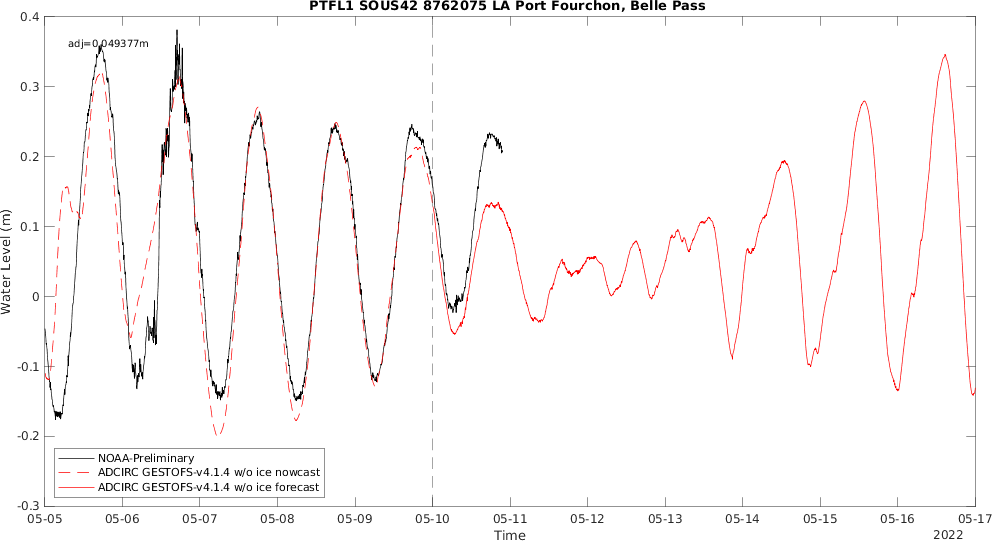 PTFL1 SOUS42 8762075 LA Port Fourchon, Belle Pass
adj=0.049377m
Water Level (m)
0.4
0.3
0.2
0.1
0
-0.1
-0.2
-0.3
NOAA-Preliminary
ADCIRC GESTOFS-v4.1.4 w/o ice nowcast
ADCIRC GESTOFS-v4.1.4 w/o ice forecast
05-05 05-06 05-07 05-08 05-09 05-10 05-11 05-12 05-13 05-14 05-15 05-16 05-17
Time
2022